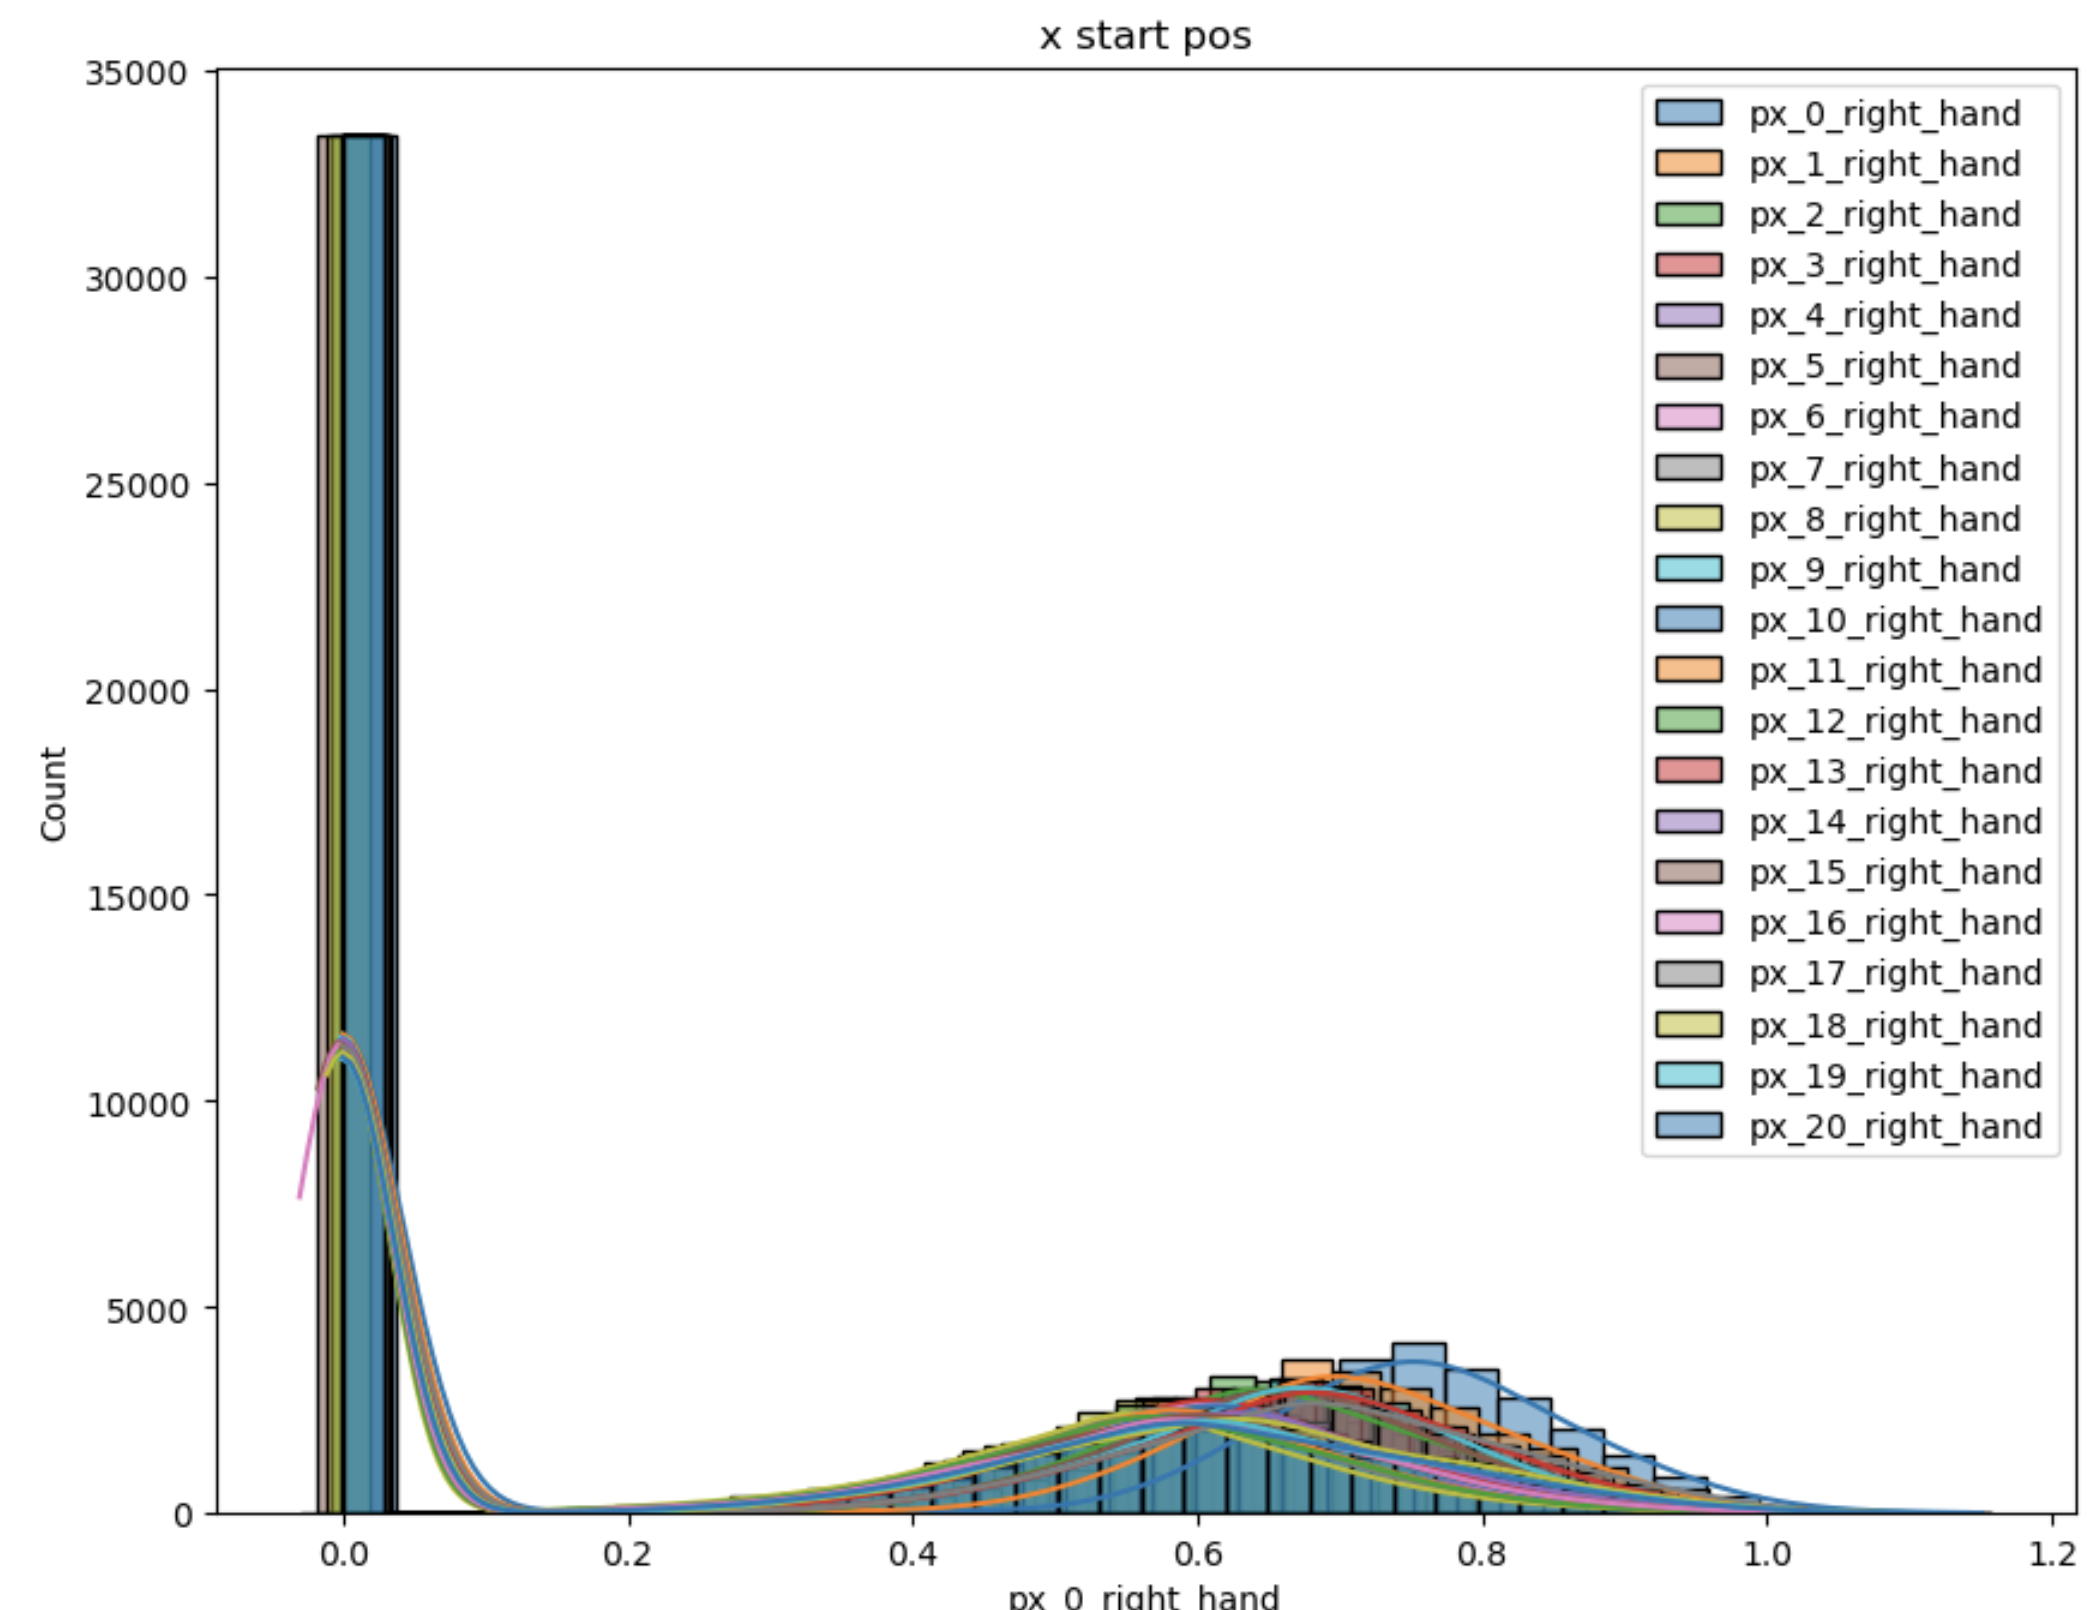 x start pos
35000
30000
25000
20000
15000
10000
5000
0
Count
0.0 0.2 0.4 0.6 0.8 1.0 1.2
px_0_right_hand
px_0_right_hand
px_1_right_hand
px_2_right_hand
px_3_right_hand
px_4_right_hand
px_5_right_hand
px_6_right_hand
px_7_right_hand
px_8_right_hand
px_9_right_hand
px_10_right_hand
px_11_right_hand
px_12_right_hand
px_13_right_hand
px_14_right_hand
px_15_right_hand
px_16_right_hand
px_17_right_hand
px_18_right_hand
px_19_right_hand
px_20_right_hand